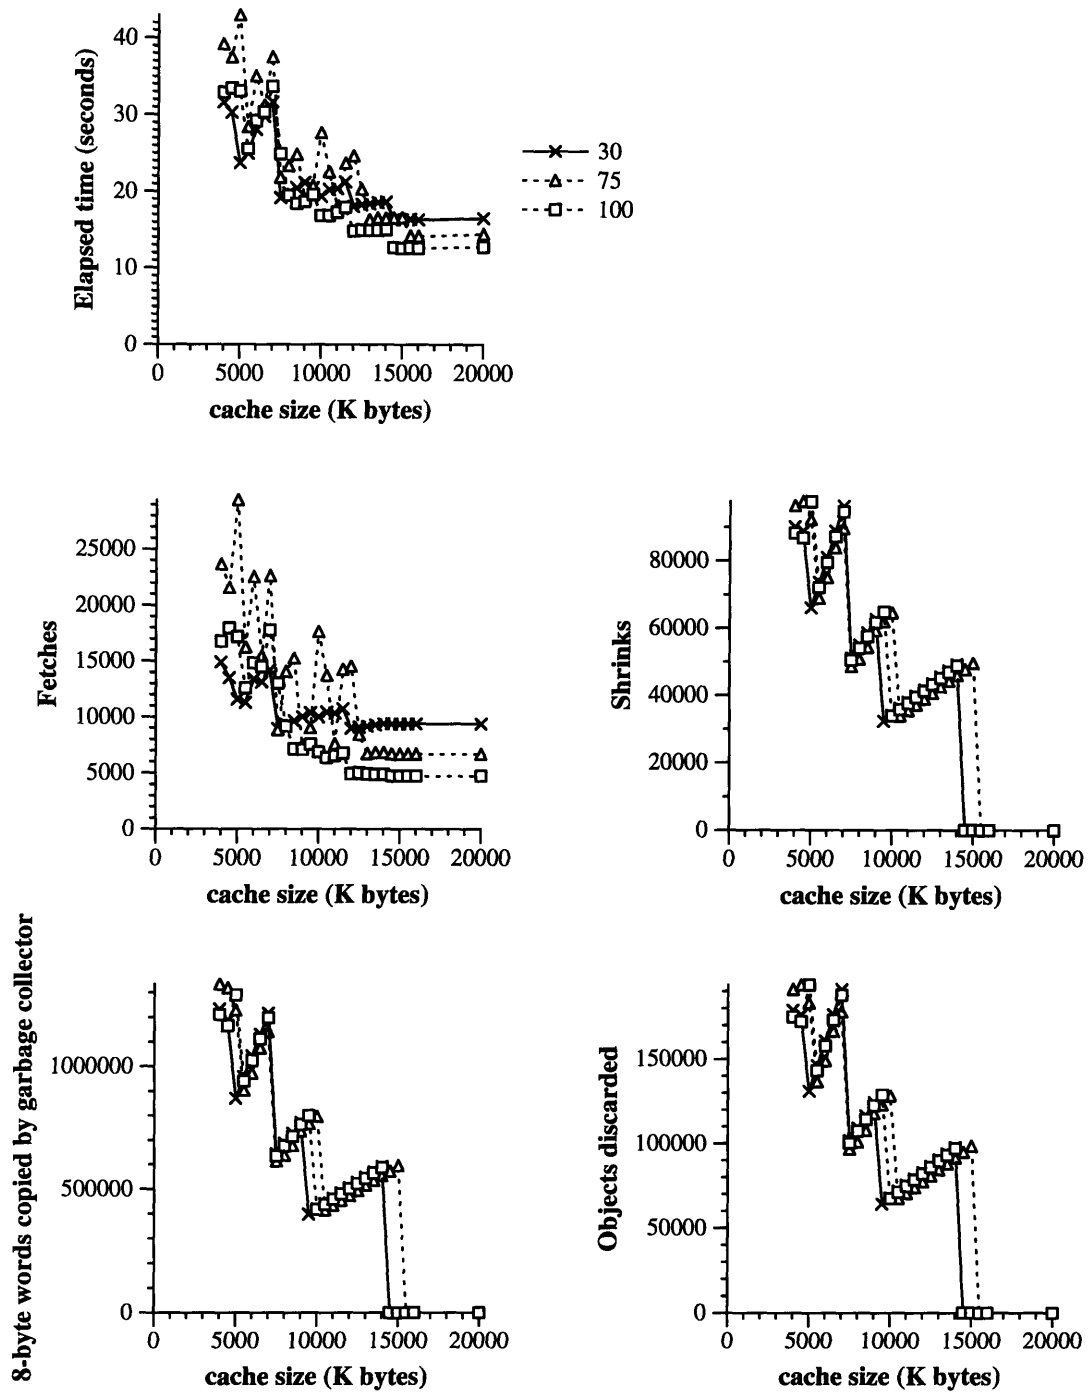 40
30
20
10
0
Elapsed time (seconds)
0 5000 10000 15000 20000
cache size (K bytes)
30
75
100
25000
20000
15000
10000
5000
0
Fetches
0 5000 10000 15000 20000
cache size (K bytes)
80000
60000
40000
20000
0
Shrinks
0 5000 10000 15000 20000
cache size (K bytes)
1000000
500000
0
8-byte words copied by garbage collector
0 5000 10000 15000 20000
cache size (K bytes)
150000
100000
50000
0
Objects discarded
0 5000 10000 15000 20000
cache size (K bytes)